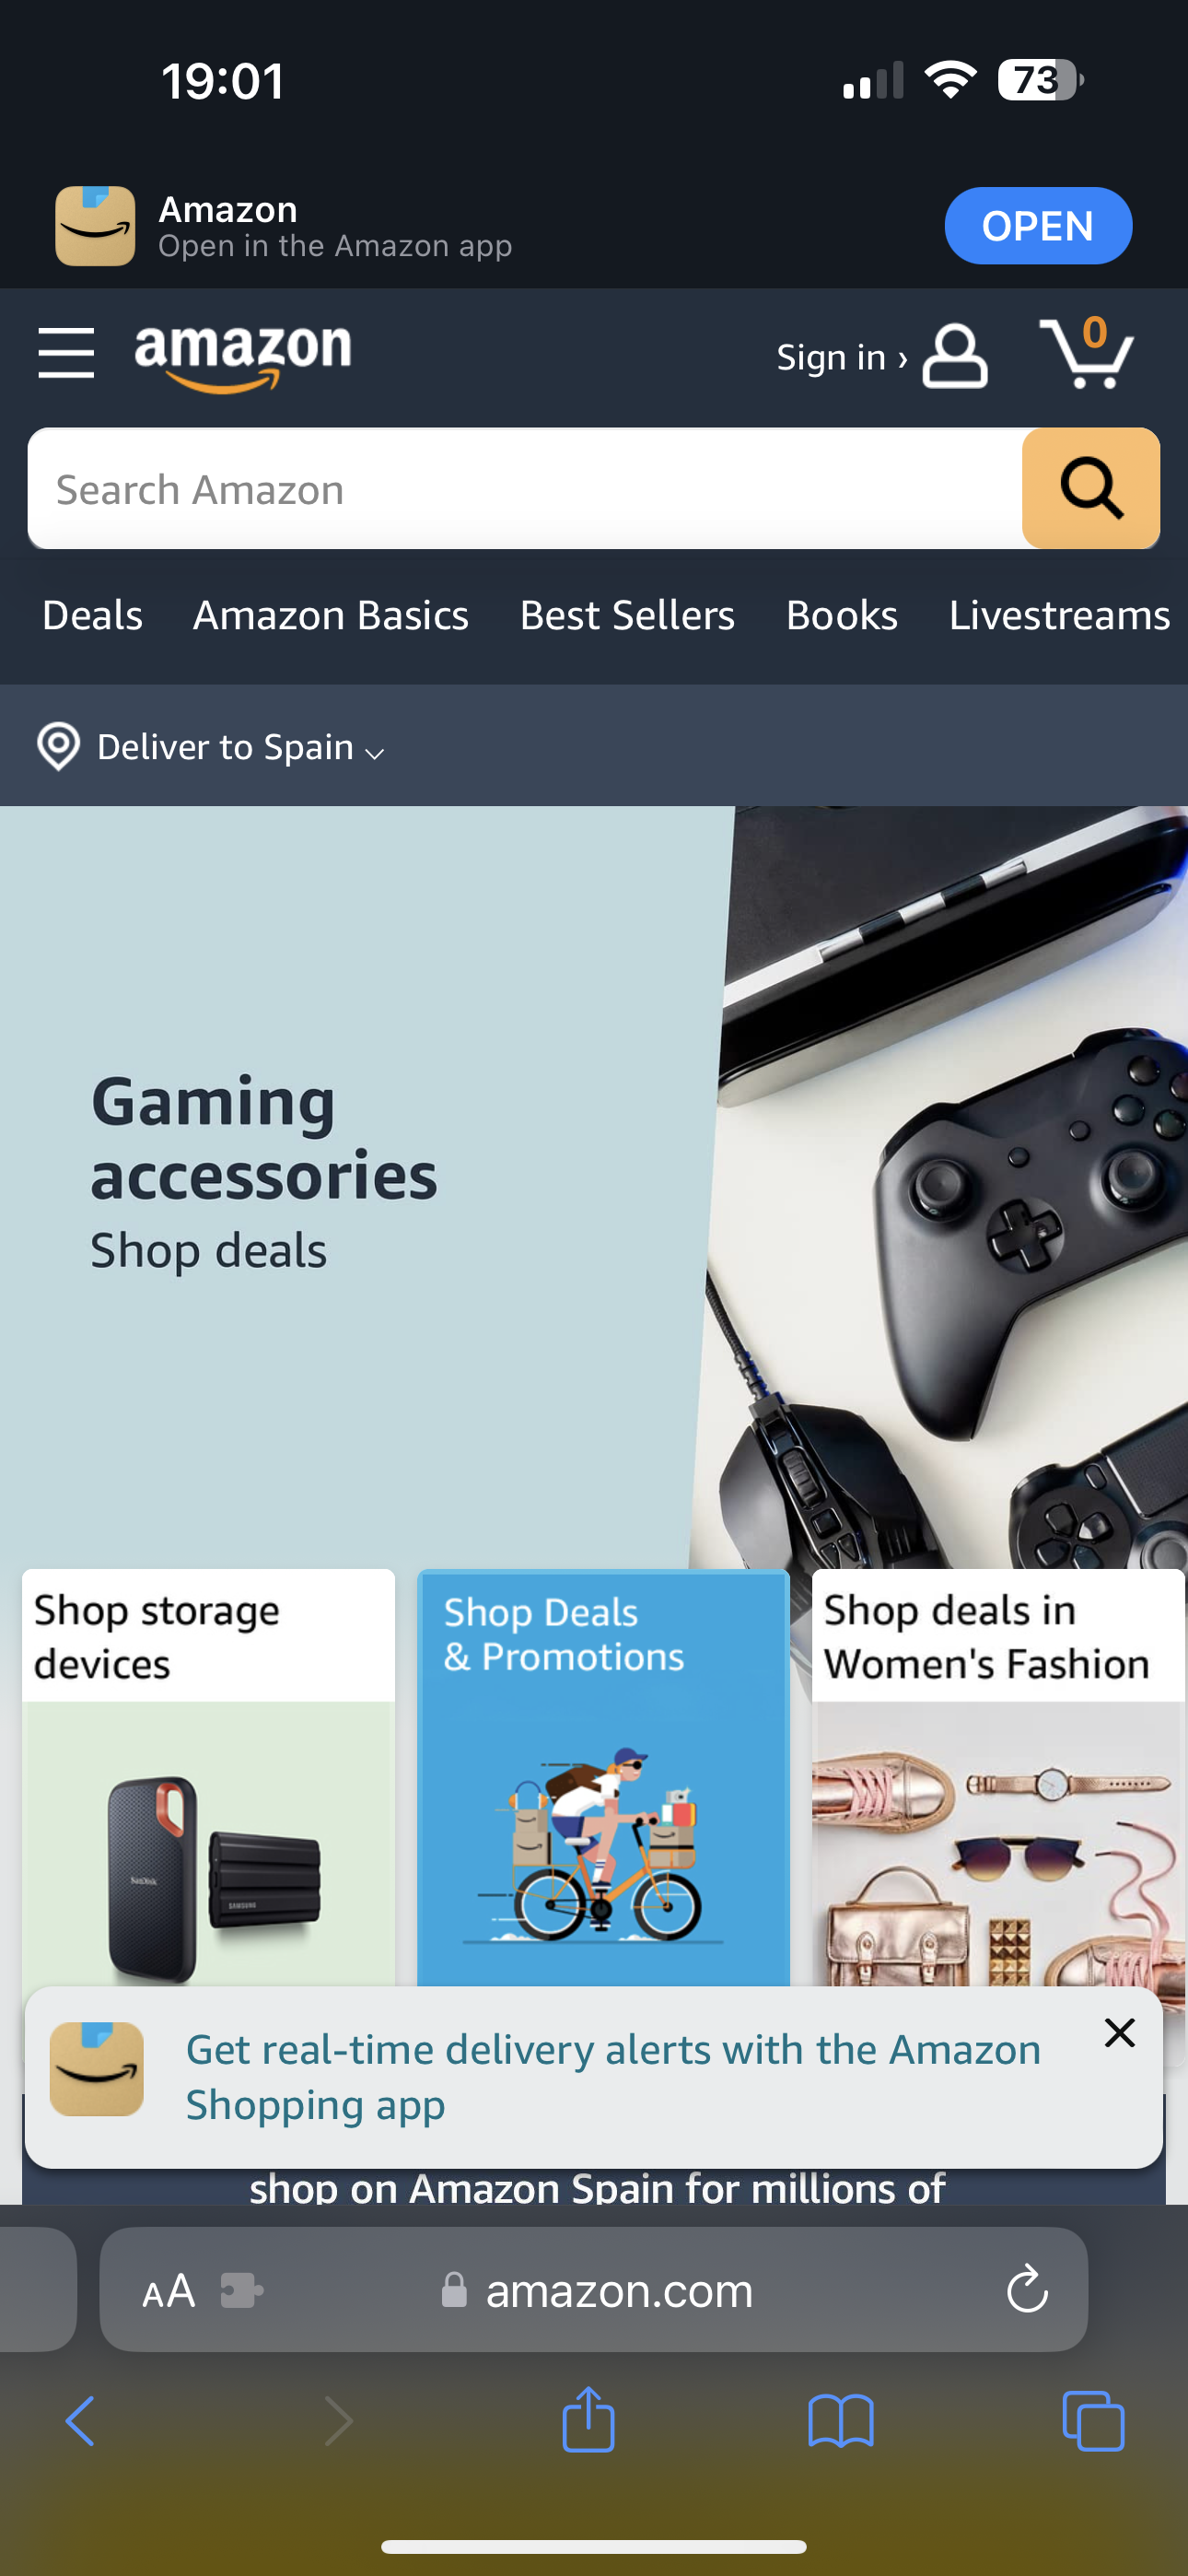 19:01
73
Amazon
Open in the Amazon app
OPEN
amazon
Sign in ›
0
Search Amazon
Deals Amazon Basics Best Sellers Books Livestreams
Deliver to Spain
Gaming
accessories
Shop deals
Shop storage
devices
Shop Deals
& Promotions
Shop deals in
Women's Fashion
SanDisk
SAMSUNG
Get real-time delivery alerts with the Amazon
Shopping app
shop on Amazon Spain for millions of
AA
amazon.com